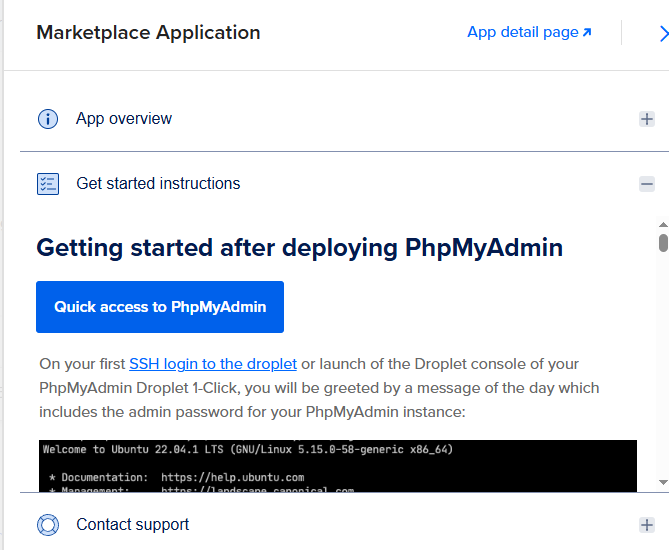 Marketplace Application
App detail page
App overview
Get started instructions
Getting started after deploying PhpMyAdmin
Quick access to PhpMyAdmin
On your first SSH login to the droplet or launch of the Droplet console of your
PhpMyAdmin Droplet 1-Click, you will be greeted by a message of the day which
includes the admin password for your PhpMyAdmin instance:
Welcome to Ubuntu 22.04.1 LTS (GNU/Linux 5.15.0-58-generic x86_64)
* Documentation: https://help.ubuntu.com
* Management: https://landscape.canonical.com
Contact support